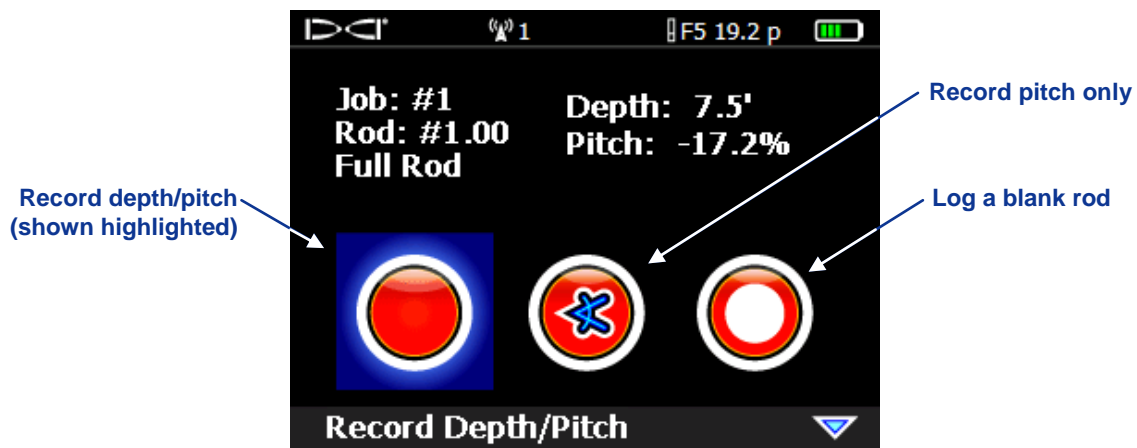 DCI 1 F5 19.2 p
Job: #1
Rod: #1.00
Full Rod
Depth: 7.5'
Pitch: -17.2%
Record pitch only
Record depth/pitch
(shown highlighted)
Log a blank rod
Record Depth/Pitch